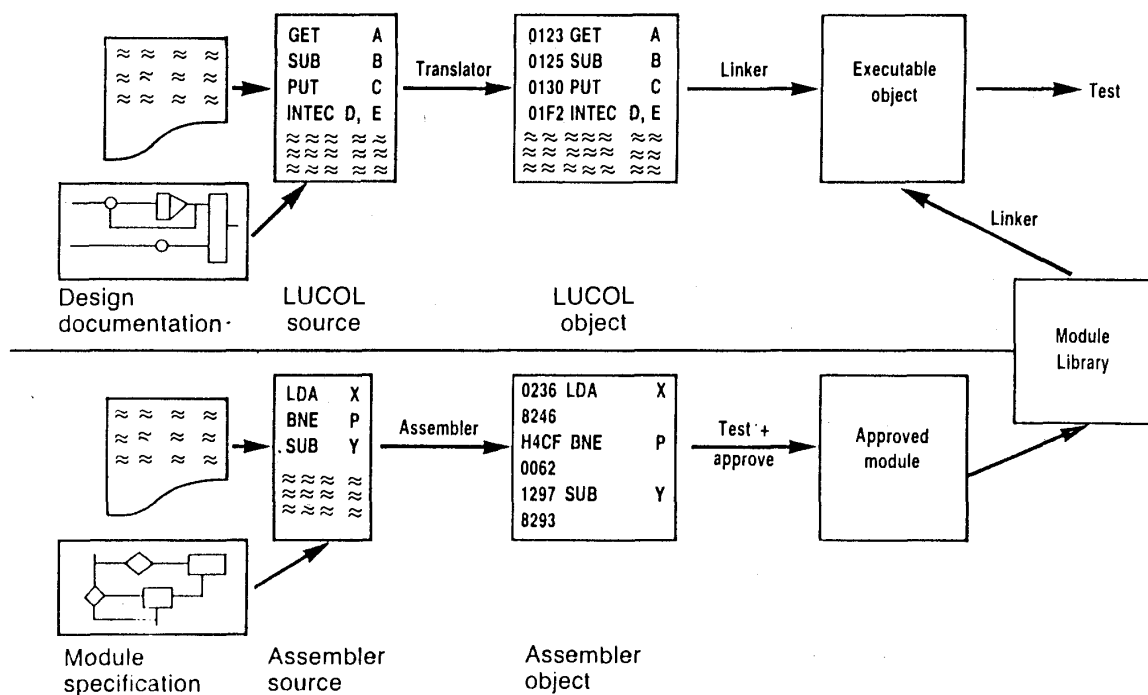 GET A
SUB B
PUT C
INTEC D, E
Translator
0123 GET A
0125 SUB B
0130 PUT C
01F2 INTEC D, E
Linker
Executable
object
Test
Linker
Design
documentation
LUCOL
source
LUCOL
object
Module
Library
LDA X
BNE P
SUB Y
Assembler
0236 LDA X
8246
H4CF BNE P
0062
1297 SUB Y
8293
Test +
approve
Approved
module
Module
specification
Assembler
source
Assembler
object